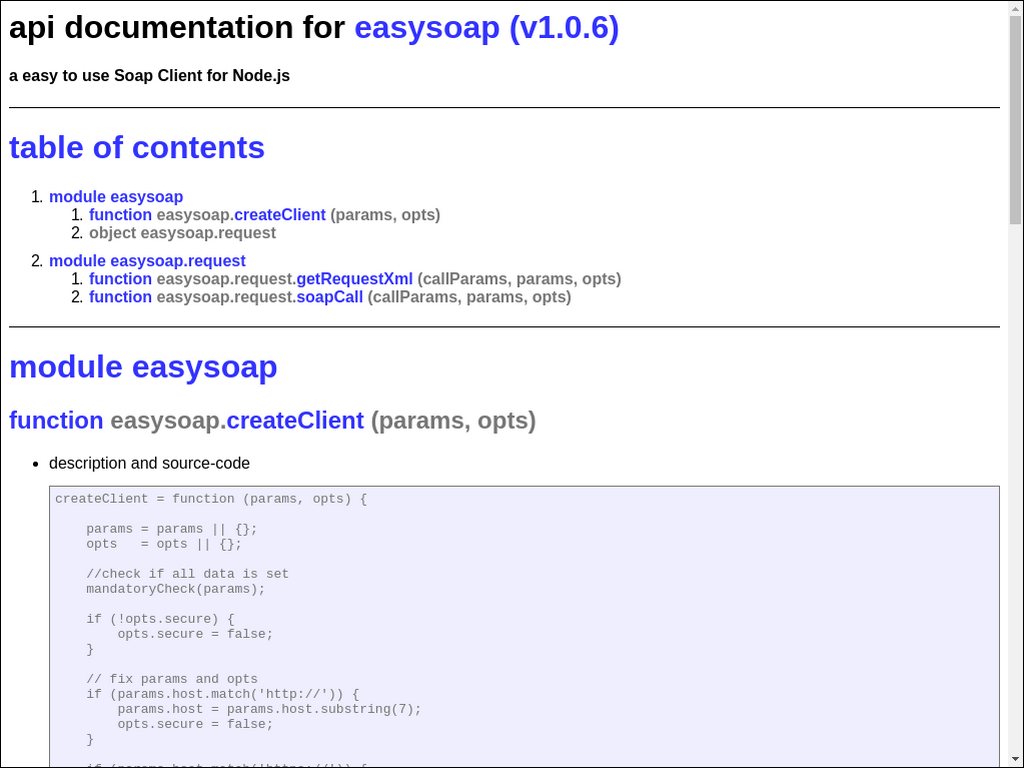 api documentation for easysoap (v1.0.6)
a easy to use Soap Client for Node.js
table of contents
1. module easysoap
1. function easysoap.createClient (params, opts)
2. object easysoap.request
2. module easysoap.request
1. function easysoap.request.getRequestXml (callParams, params, opts)
2. function easysoap.request.soapCall (callParams, params, opts)
module easysoap
function easysoap.createClient (params, opts)
• description and source-code
createClient = function (params, opts) {
    params = params || {};
    opts   = opts || {};
    //check if all data is set
    mandatoryCheck(params);
    if (!opts.secure) {
        opts.secure = false;
    }
    // fix params and opts
    if (params.host.match('http://')) {
        params.host = params.host.substring(7);
        opts.secure = false;
    }
    if (params.host.match('https://')) {